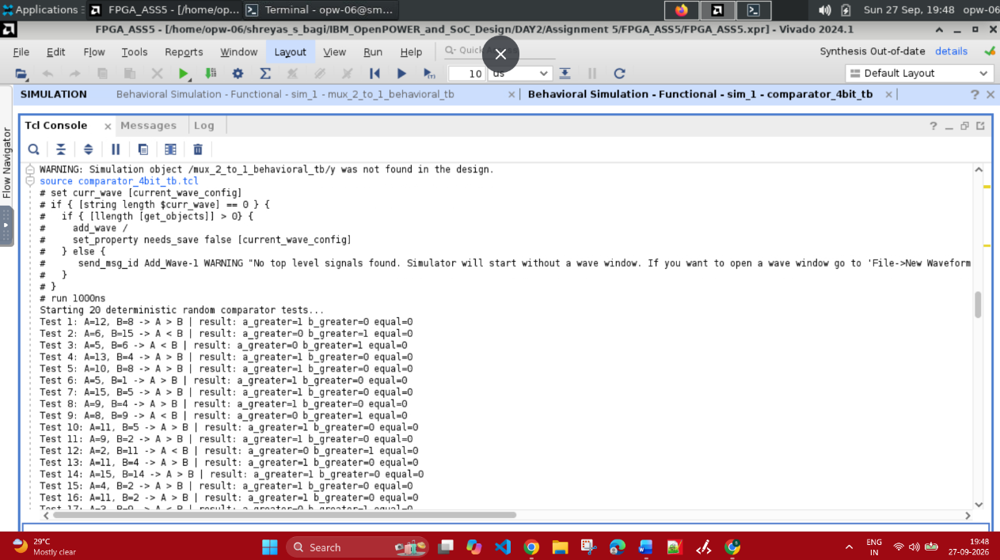 Applications
FPGA_ASS5 - [/home/op...
Terminal - opw-06@sm...
Sun 27 Sep, 19:48
opw-06
FPGA_ASS5 - [/home/opw-06/shreyas_s_bagi/IBM_OpenPOWER_and_SoC_Design/DAY2/Assignment 5/FPGA_ASS5/FPGA_ASS5.xpr] - Vivado 2024.1
File Edit Flow Tools Reports Window Layout View Run Help
Synthesis Out-of-date details
10
us
Default Layout
SIMULATION
Behavioral Simulation - Functional - sim_1 - mux_2_to_1_behavioral_tb
Behavioral Simulation - Functional - sim_1 - comparator_4bit_tb
Flow Navigator
Tcl Console Messages Log
WARNING: Simulation object /mux_2_to_1_behavioral_tb/y was not found in the design.
source comparator_4bit_tb.tcl
# set curr_wave [current_wave_config]
# if { [string length $curr_wave] == 0 } {
#   if { [llength [get_objects]] > 0} {
#     add_wave /
#     set_property needs_save false [current_wave_config]
#   } else {
#      send_msg_id Add_Wave-1 WARNING "No top level signals found. Simulator will start without a wave window. If you want to open a wave window go to 'File->New Waveform
#   }
# }
# run 1000ns
Starting 20 deterministic random comparator tests...
Test 1: A=12, B=8 -> A > B | result: a_greater=1 b_greater=0 equal=0
Test 2: A=6, B=15 -> A < B | result: a_greater=0 b_greater=1 equal=0
Test 3: A=5, B=6 -> A < B | result: a_greater=0 b_greater=1 equal=0
Test 4: A=13, B=4 -> A > B | result: a_greater=1 b_greater=0 equal=0
Test 5: A=10, B=8 -> A > B | result: a_greater=1 b_greater=0 equal=0
Test 6: A=5, B=1 -> A > B | result: a_greater=1 b_greater=0 equal=0
Test 7: A=15, B=5 -> A > B | result: a_greater=1 b_greater=0 equal=0
Test 8: A=9, B=4 -> A > B | result: a_greater=1 b_greater=0 equal=0
Test 9: A=8, B=9 -> A < B | result: a_greater=0 b_greater=1 equal=0
Test 10: A=11, B=5 -> A > B | result: a_greater=1 b_greater=0 equal=0
Test 11: A=9, B=2 -> A > B | result: a_greater=1 b_greater=0 equal=0
Test 12: A=2, B=11 -> A < B | result: a_greater=0 b_greater=1 equal=0
Test 13: A=11, B=4 -> A > B | result: a_greater=1 b_greater=0 equal=0
Test 14: A=15, B=14 -> A > B | result: a_greater=1 b_greater=0 equal=0
Test 15: A=4, B=2 -> A > B | result: a_greater=1 b_greater=0 equal=0
Test 16: A=11, B=2 -> A > B | result: a_greater=1 b_greater=0 equal=0
29°C
Mostly clear
Search
ENG
IN
19:48
27-09-2026